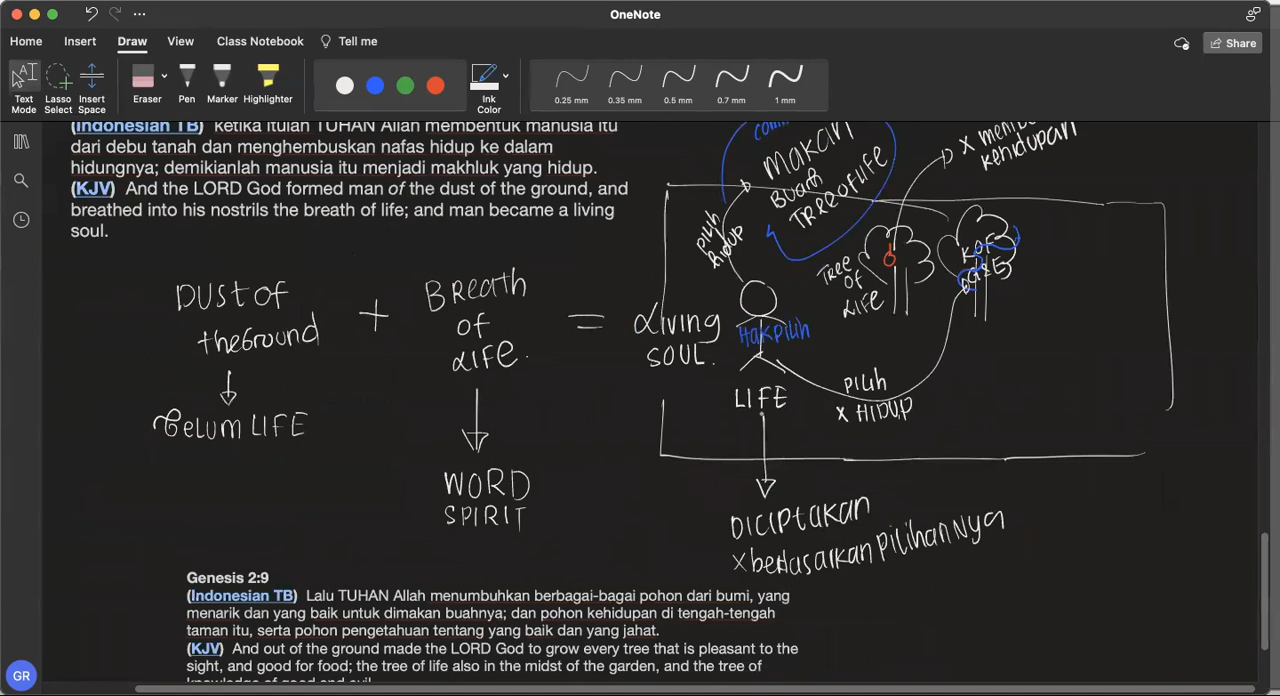 OneNote
Home Insert Draw View Class Notebook Tell me
Share
Text Mode
Lasso Select
Insert Space
Eraser
Pen
Marker
Highlighter
Ink Color
0.25 mm 0.35 mm 0.5 mm 0.7 mm 1 mm
(Indonesian TB) ketika itulah TUHAN Allah membentuk manusia itu
dari debu tanah dan menghembuskan nafas hidup ke dalam
hidungnya; demikianlah manusia itu menjadi makhluk yang hidup.
(KJV) And the LORD God formed man of the dust of the ground, and
breathed into his nostrils the breath of life; and man became a living
soul.
Dust of
the Ground
Belum LIFE
+
Breath
of
LIFE.
WORD
SPIRIT
=
Living
SOUL.
Makan
Buah
Tree of Life
X
kehidupan
Pilih
Hidup
Tree
OF
LIFE
Hak pilih
LIFE
Pilih
X HIDUP
DICIPTAKAN
X berdasarkan pilihanNya
Genesis 2:9
(Indonesian TB) Lalu TUHAN Allah menumbuhkan berbagai-bagai pohon dari bumi, yang
menarik dan yang baik untuk dimakan buahnya; dan pohon kehidupan di tengah-tengah
taman itu, serta pohon pengetahuan tentang yang baik dan yang jahat.
(KJV) And out of the ground made the LORD God to grow every tree that is pleasant to the
sight, and good for food; the tree of life also in the midst of the garden, and the tree of
knowledge of good and evil.
GR